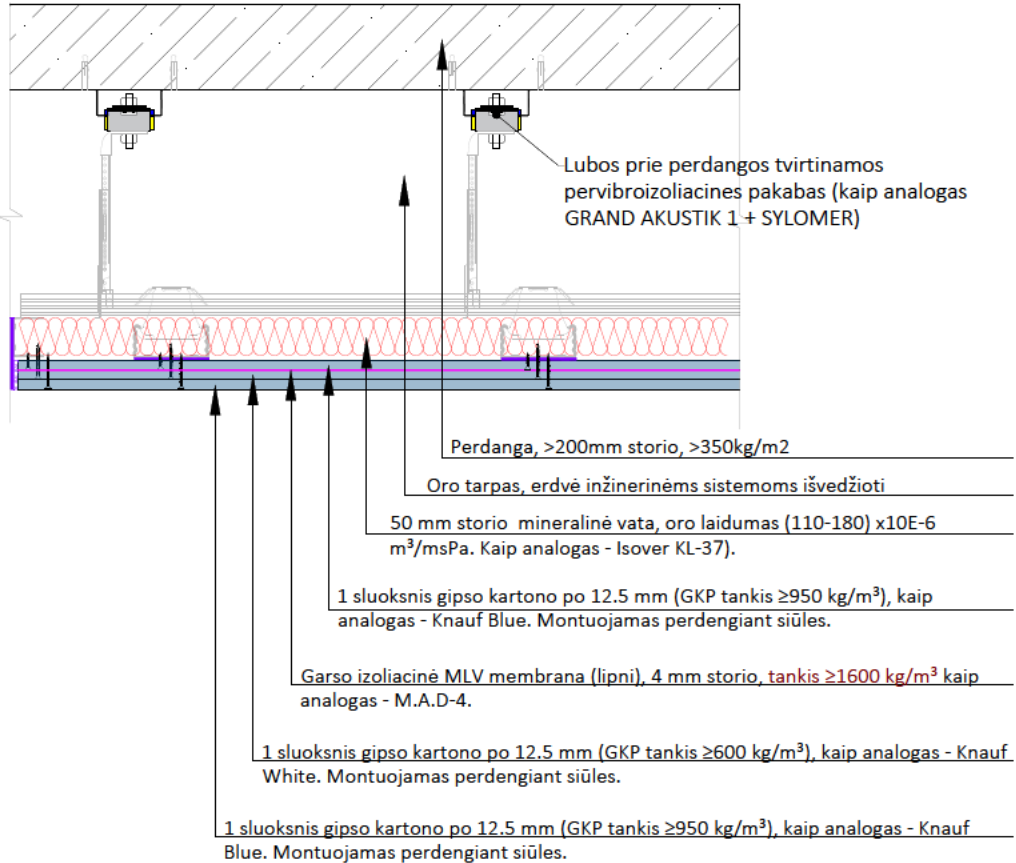 Lubos prie perdangos tvirtinamos
pervibroizoliacines pakabas (kaip analogas
GRAND AKUSTIK 1 + SYLOMER)
Perdanga, >200mm storio, >350kg/m2
Oro tarpas, erdvė inžinerinėms sistemoms išvedžioti
50 mm storio mineralinė vata, oro laidumas (110-180) x10E-6
m³/msPa. Kaip analogas - Isover KL-37).
1 sluoksnis gipso kartono po 12.5 mm (GKP tankis ≥950 kg/m³), kaip
analogas - Knauf Blue. Montuojamas perdengiant siūles.
Garso izoliacinė MLV membrana (lipni), 4 mm storio, tankis ≥1600 kg/m³ kaip
analogas - M.A.D-4.
1 sluoksnis gipso kartono po 12.5 mm (GKP tankis ≥600 kg/m³), kaip analogas - Knauf
White. Montuojamas perdengiant siūles.
1 sluoksnis gipso kartono po 12.5 mm (GKP tankis ≥950 kg/m³), kaip analogas - Knauf
Blue. Montuojamas perdengiant siūles.